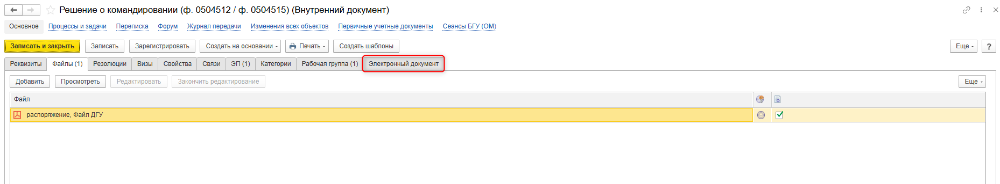 Решение о командировании (ф. 0504512 / ф. 0504515) (Внутренний документ)
Основное Процессы и задачи Переписка Форум Журнал передачи Изменения всех объектов Первичные учетные документы Сеансы БГУ (ОМ)
Записать и закрыть Записать Зарегистрировать Создать на основании Печать Создать шаблоны Еще ?
Реквизиты Файлы (1) Резолюции Визы Свойства Связи ЭП (1) Категории Рабочая группа (1) Электронный документ
Добавить Просмотреть Редактировать Закончить редактирование Еще
Файл
распоряжение, Файл ДГУ